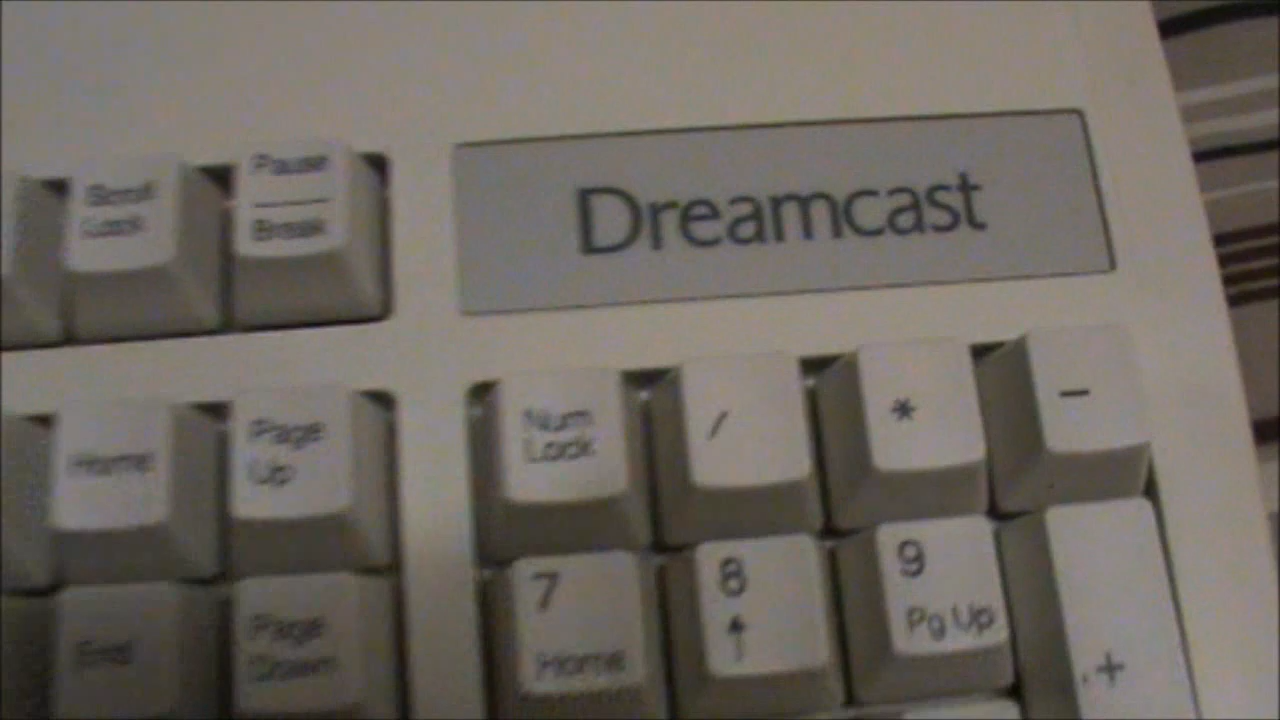 Scroll
Lock
Pause
Break
Dreamcast
Home
Page
Up
Num
Lock
/
*
-
End
Page
Down
7
Home
8
↑
9
Pg Up
+